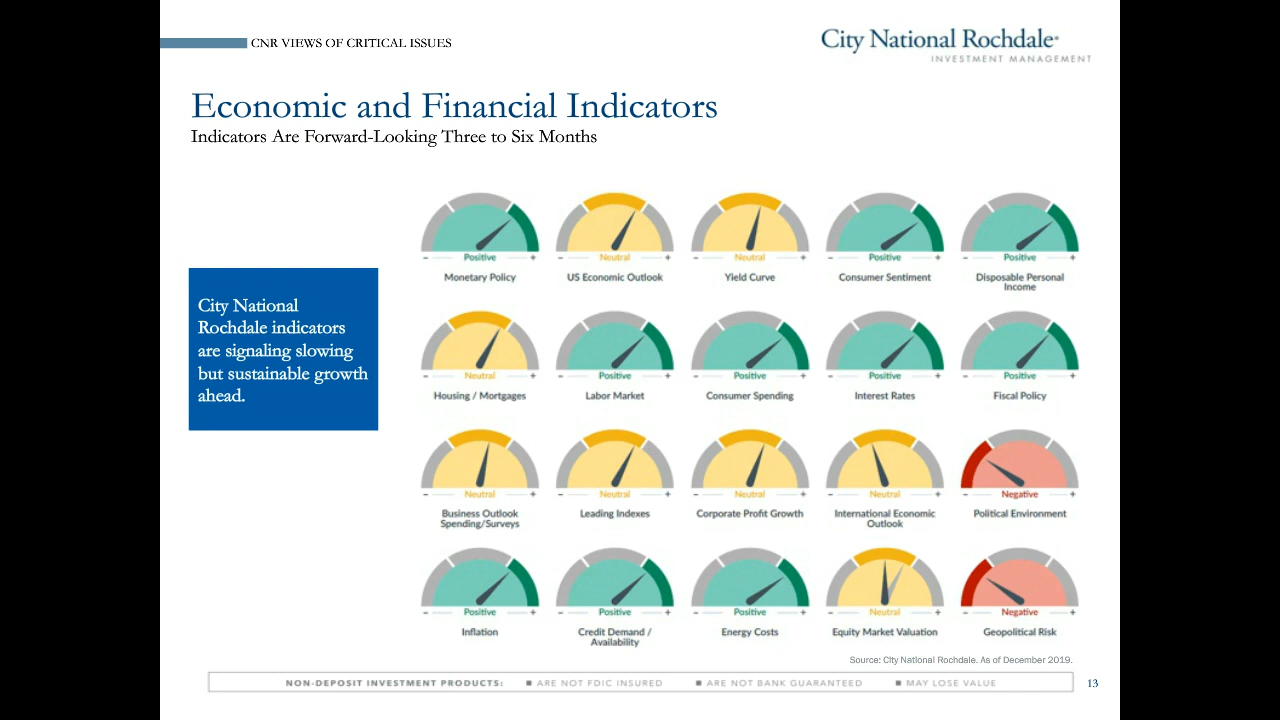 CNR VIEWS OF CRITICAL ISSUES
City National Rochdale
INVESTMENT MANAGEMENT
Economic and Financial Indicators
Indicators Are Forward-Looking Three to Six Months
City National
Rochdale indicators
are signaling slowing
but sustainable growth
ahead.
- Positive +
Monetary Policy
- Neutral +
US Economic Outlook
- Neutral +
Yield Curve
- Positive +
Consumer Sentiment
- Positive +
Disposable Personal
Income
- Neutral +
Housing / Mortgages
- Positive +
Labor Market
- Positive +
Consumer Spending
- Positive +
Interest Rates
- Positive +
Fiscal Policy
- Neutral +
Business Outlook
Spending/Surveys
- Neutral +
Leading Indexes
- Neutral +
Corporate Profit Growth
- Neutral +
International Economic
Outlook
- Negative +
Political Environment
- Positive +
Inflation
- Positive +
Credit Demand /
Availability
- Positive +
Energy Costs
- Neutral +
Equity Market Valuation
- Negative +
Geopolitical Risk
Source: City National Rochdale. As of December 2019.
NON-DEPOSIT INVESTMENT PRODUCTS: ■ ARE NOT FDIC INSURED ■ ARE NOT BANK GUARANTEED ■ MAY LOSE VALUE
13